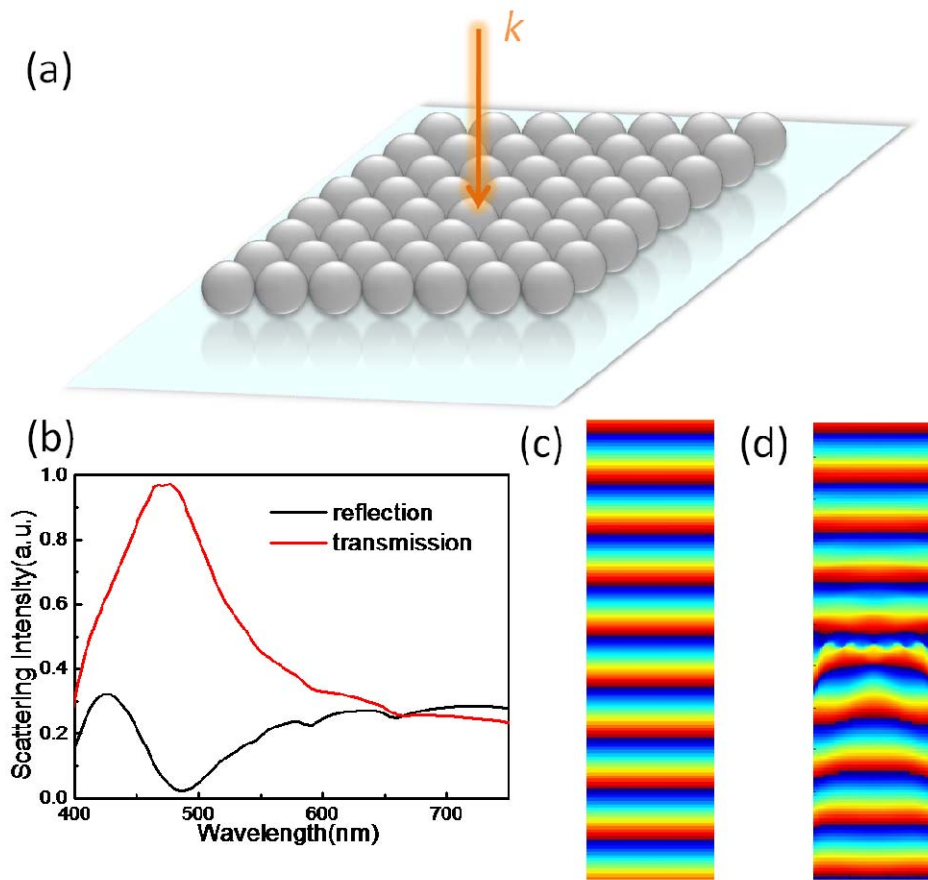 k
(a)
(b)
(c)
(d)
1.0
0.8
0.6
0.4
0.2
0.0
Scattering Intensity(a.u.)
reflection
transmission
400
500
600
700
Wavelength(nm)